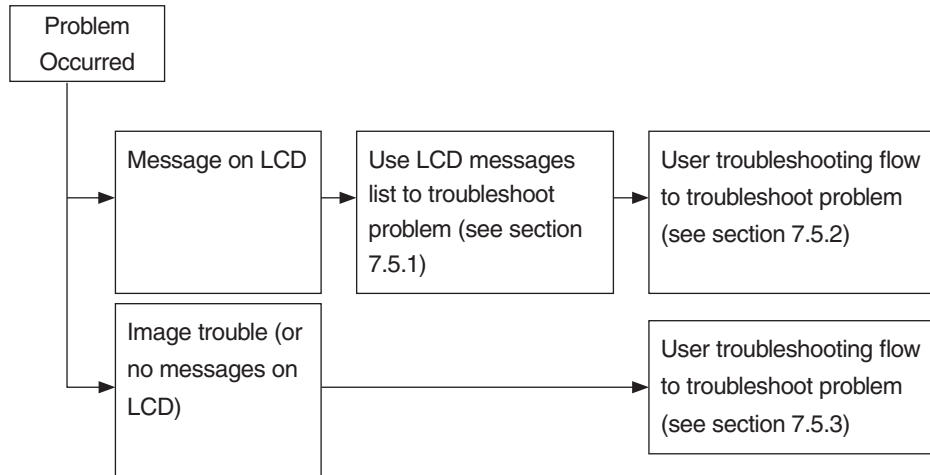 Problem
Occurred
Message on LCD
Use LCD messages
list to troubleshoot
problem (see section
7.5.1)
User troubleshooting flow
to troubleshoot problem
(see section 7.5.2)
Image trouble (or
no messages on
LCD)
User troubleshooting flow
to troubleshoot problem
(see section 7.5.3)